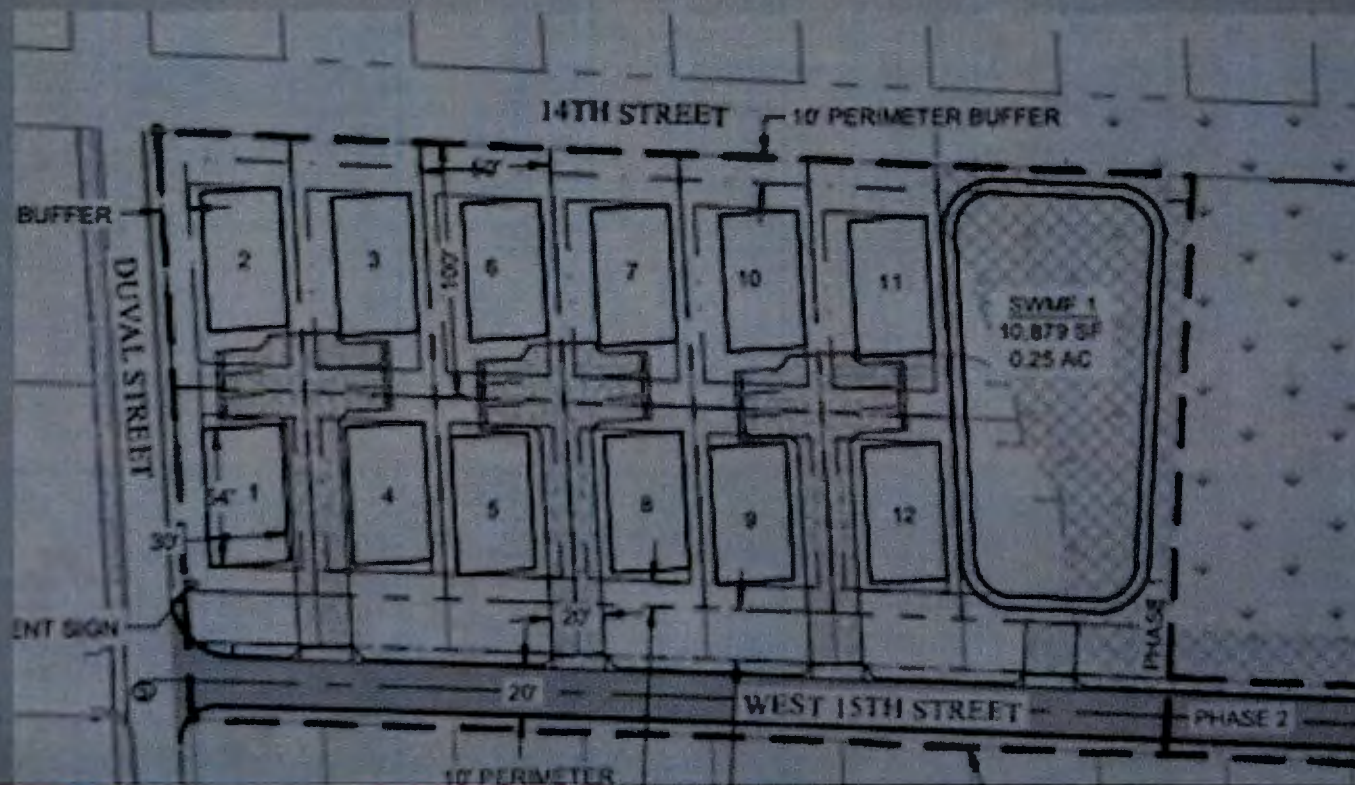 14TH STREET
10' PERIMETER BUFFER
BUFFER
DUVAL STREET
2
3
6
7
10
11
100'
SWMF 1
10,879 SF
0.25 AC
1
4
5
8
9
12
54'
30'
20'
ENT SIGN
PHASE 1
20'
WEST 15TH STREET
PHASE 2
10' PERIMETER